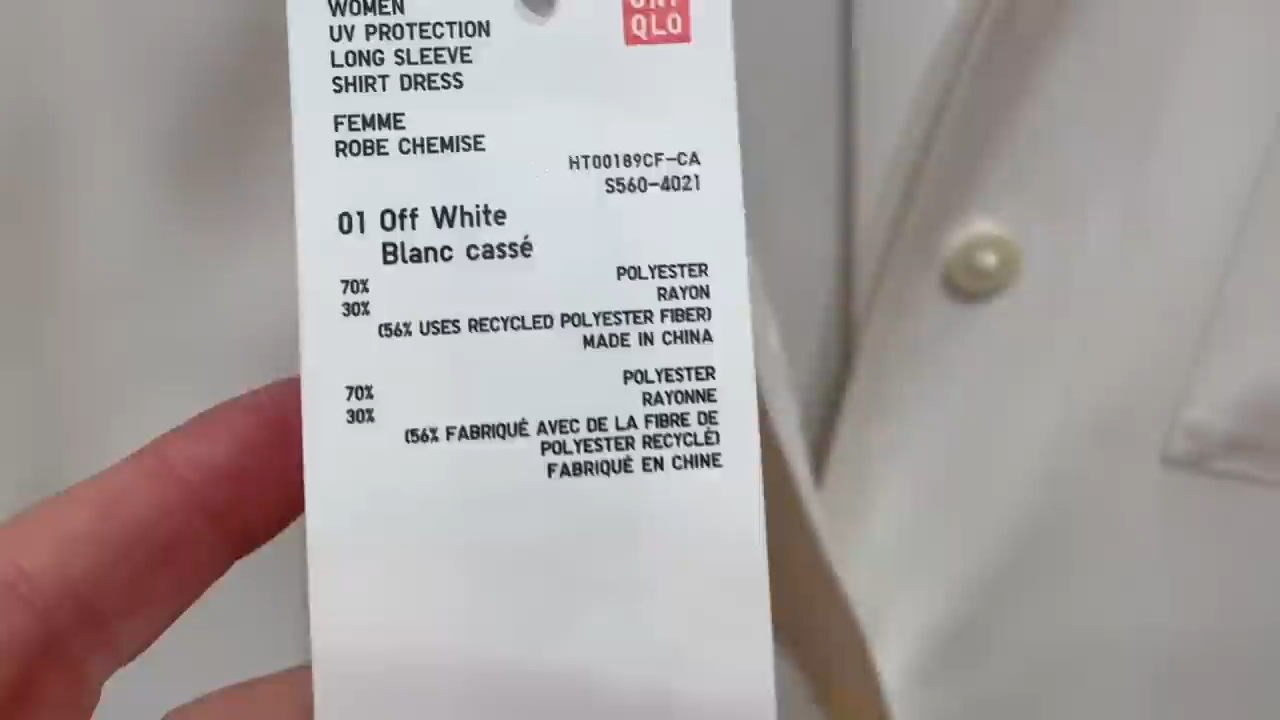 WOMEN
UV PROTECTION
LONG SLEEVE
SHIRT DRESS
UNI
QLO
FEMME
ROBE CHEMISE
HT00189CF-CA
S560-4021
01 Off White
Blanc cassé
70% POLYESTER
30% RAYON
(56% USES RECYCLED POLYESTER FIBER)
MADE IN CHINA
70% POLYESTER
30% RAYONNE
(56% FABRIQUÉ AVEC DE LA FIBRE DE
POLYESTER RECYCLÉ)
FABRIQUÉ EN CHINE